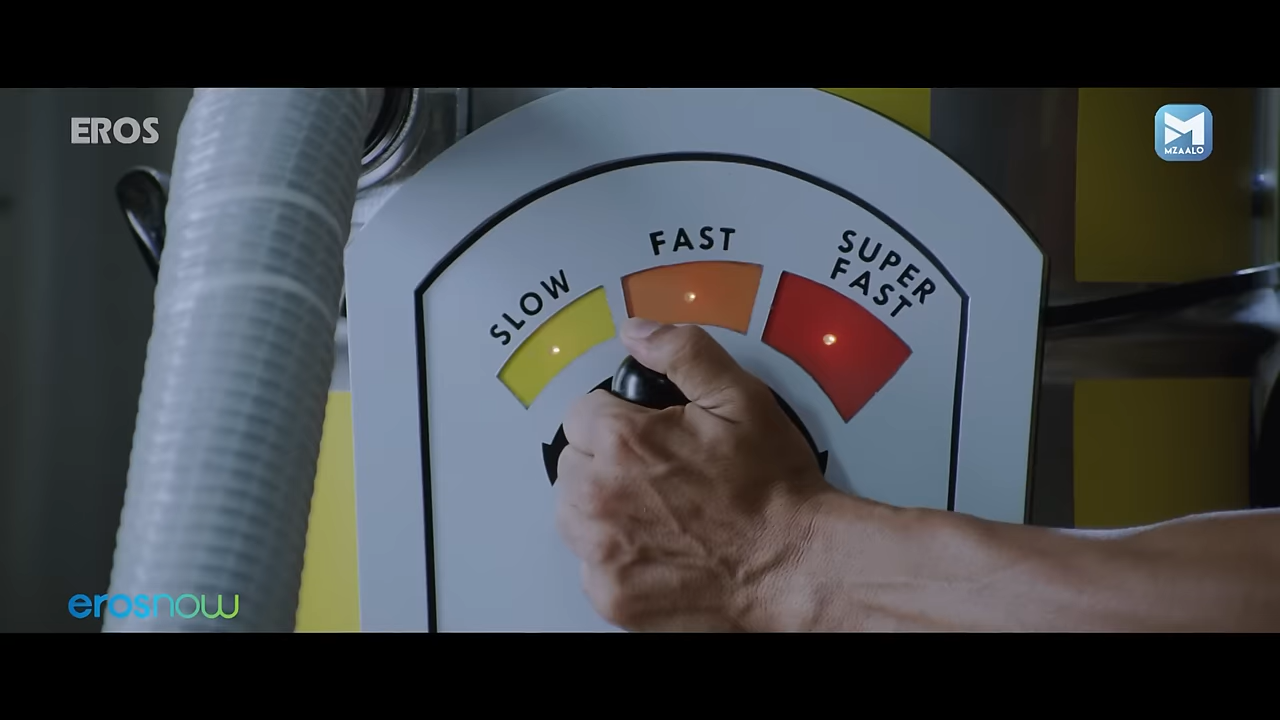 EROS
MZAALO
FAST
SUPER
FAST
SLOW
erosnow